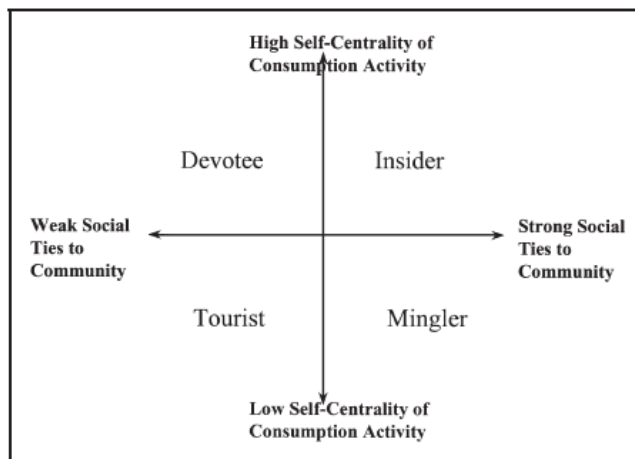 High Self-Centrality of
Consumption Activity
Devotee
Insider
Weak Social
Ties to
Community
Strong Social
Ties to
Community
Tourist
Mingler
Low Self-Centrality of
Consumption Activity